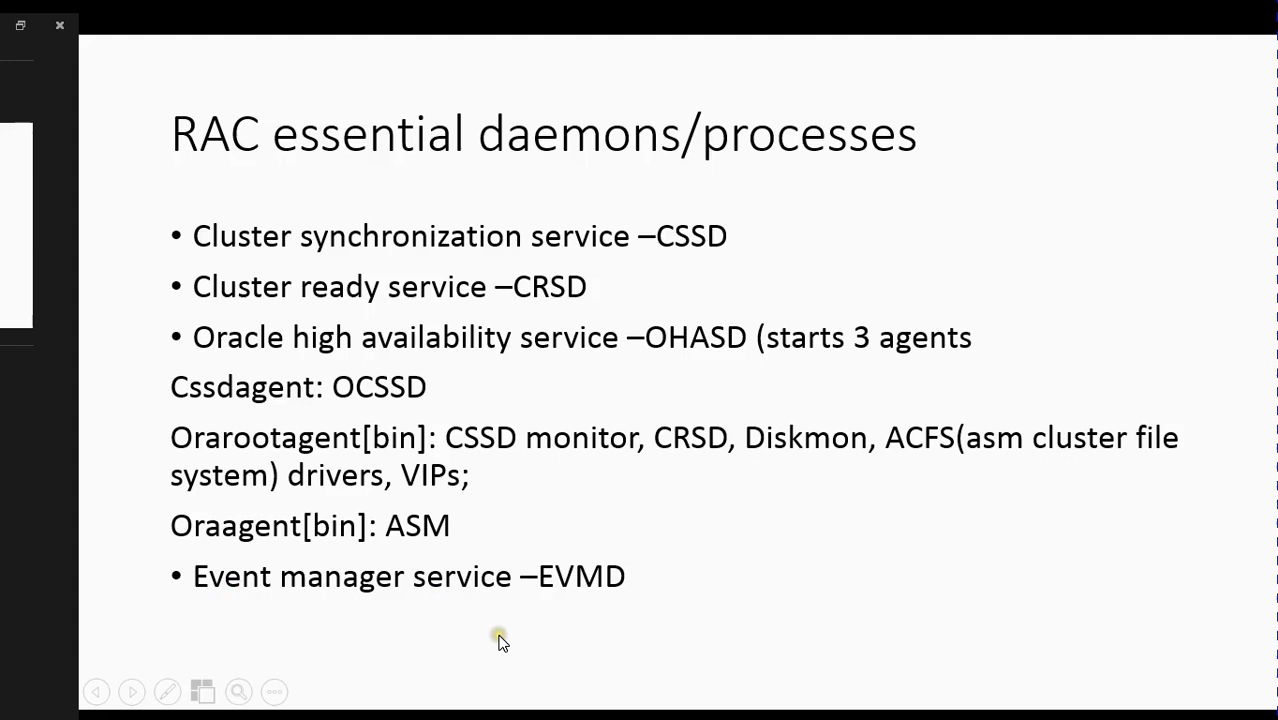 RAC essential daemons/processes
• Cluster synchronization service –CSSD
• Cluster ready service –CRSD
• Oracle high availability service –OHASD (starts 3 agents
Cssdagent: OCSSD
Orarootagent[bin]: CSSD monitor, CRSD, Diskmon, ACFS(asm cluster file
system) drivers, VIPs;
Oraagent[bin]: ASM
• Event manager service –EVMD